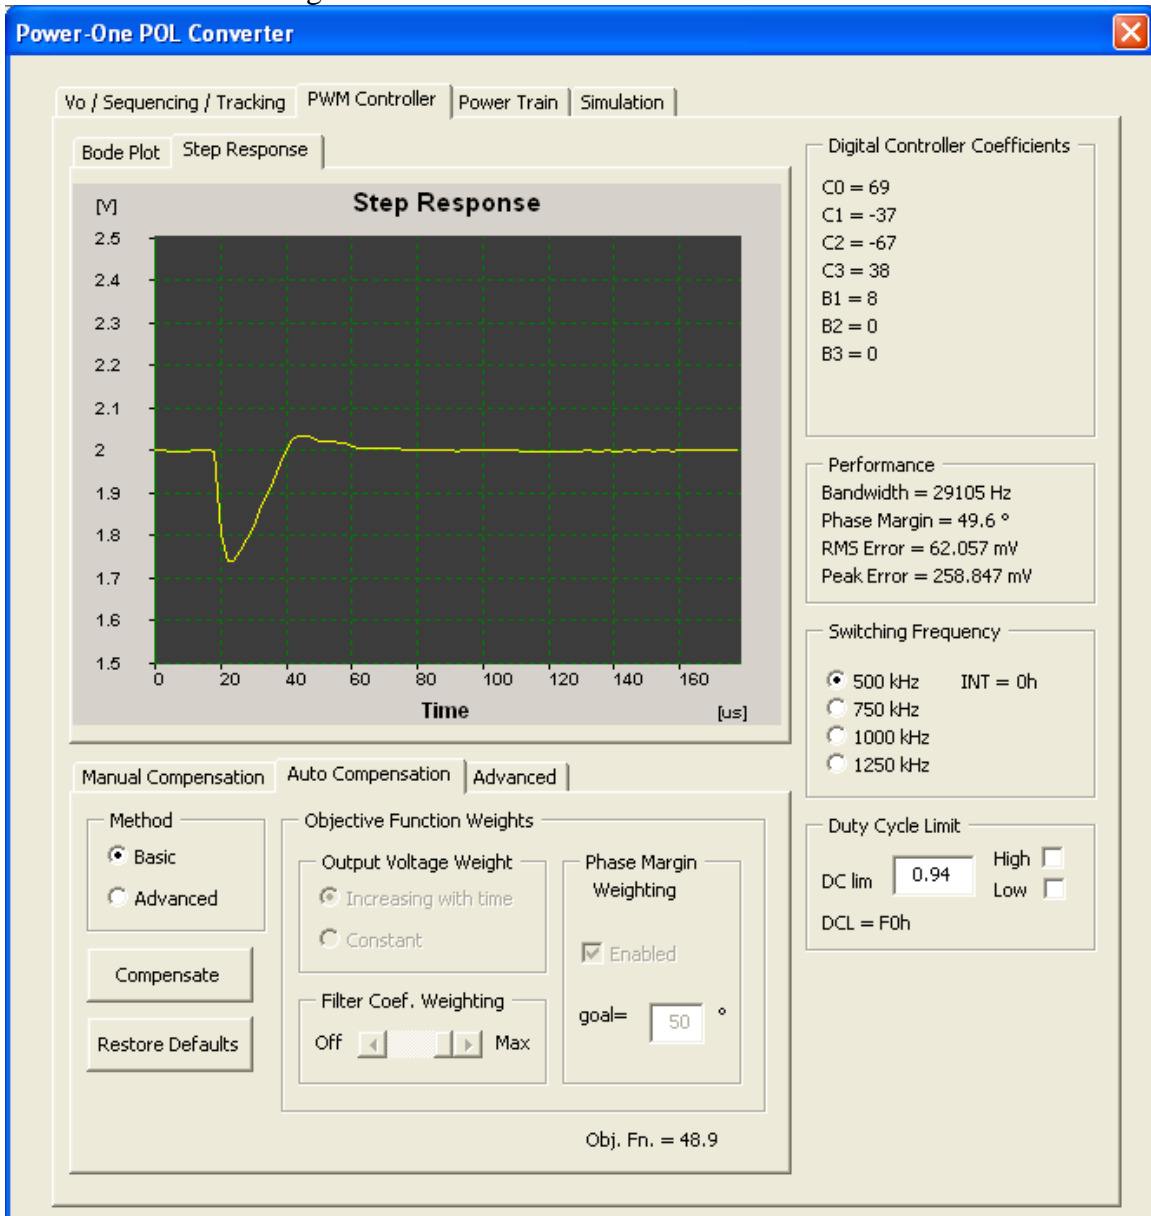 Power-One POL Converter
Vo / Sequencing / Tracking PWM Controller Power Train Simulation
Bode Plot Step Response
Step Response
[V]
2.5
2.4
2.3
2.2
2.1
2
1.9
1.8
1.7
1.6
1.5
0 20 40 60 80 100 120 140 160
Time [us]
Digital Controller Coefficients
C0 = 69
C1 = -37
C2 = -67
C3 = 38
B1 = 8
B2 = 0
B3 = 0
Performance
Bandwidth = 29105 Hz
Phase Margin = 49.6 °
RMS Error = 62.057 mV
Peak Error = 258.847 mV
Switching Frequency
500 kHz INT = 0h
750 kHz
1000 kHz
1250 kHz
Duty Cycle Limit
DC lim 0.94 High
Low
DCL = F0h
Manual Compensation Auto Compensation Advanced
Method
Basic
Advanced
Compensate
Restore Defaults
Objective Function Weights
Output Voltage Weight
Increasing with time
Constant
Filter Coef. Weighting
Off Max
Phase Margin
Weighting
Enabled
goal= 50 °
Obj. Fn. = 48.9